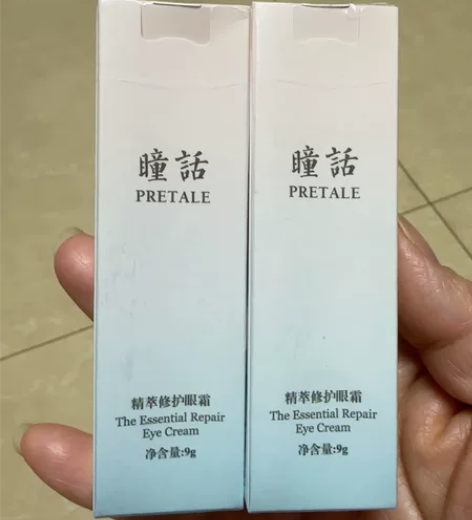 瞳話
PRETALE
精萃修护眼霜
The Essential Repair
Eye Cream
净含量:9g
瞳話
PRETALE
精萃修护眼霜
The Essential Repair
Eye Cream
净含量:9g